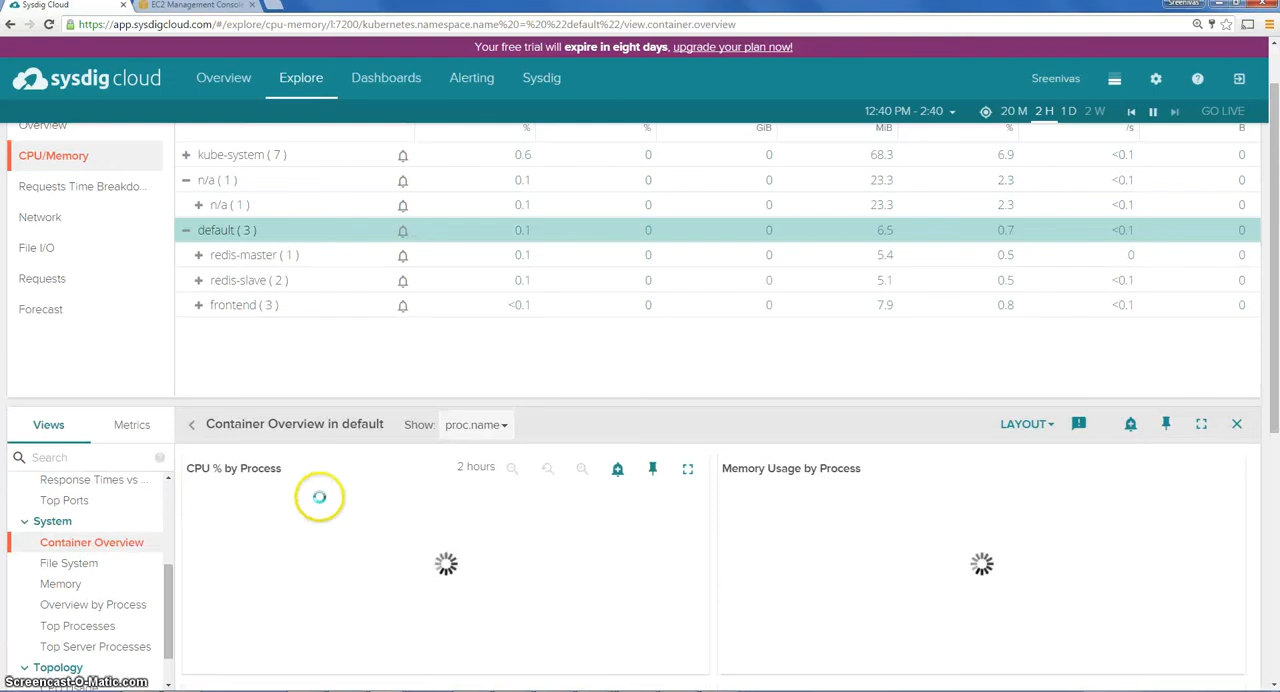 Sysdig Cloud
EC2 Management Consol
Sreenivas
https://app.sysdigcloud.com/#/explore/cpu-memory/l:7200/kubernetes.namespace.name%20=%20%22default%22/view.container.overview
Your free trial will expire in eight days, upgrade your plan now!
sysdig cloud
Overview
Explore
Dashboards
Alerting
Sysdig
Sreenivas
12:40 PM - 2:40
20 M
2 H
1 D
2 W
GO LIVE
Overview
% % GiB MiB % /s B
CPU/Memory
Requests Time Breakdo...
Network
File I/O
Requests
Forecast
kube-system ( 7 ) 0.6 0 0 68.3 6.9 <0.1 0
n/a ( 1 ) 0.1 0 0 23.3 2.3 <0.1 0
n/a ( 1 ) 0.1 0 0 23.3 2.3 <0.1 0
default ( 3 ) 0.1 0 0 6.5 0.7 <0.1 0
redis-master ( 1 ) 0.1 0 0 5.4 0.5 0 0
redis-slave ( 2 ) 0.1 0 0 5.1 0.5 <0.1 0
frontend ( 3 ) <0.1 0 0 7.9 0.8 <0.1 0
Views
Metrics
Container Overview in default
Show: proc.name
LAYOUT
Search
Response Times vs ...
Top Ports
System
Container Overview
File System
Memory
Overview by Process
Top Processes
Top Server Processes
Topology
CPU Usage
CPU % by Process
2 hours
Memory Usage by Process
Screencast-O-Matic.com